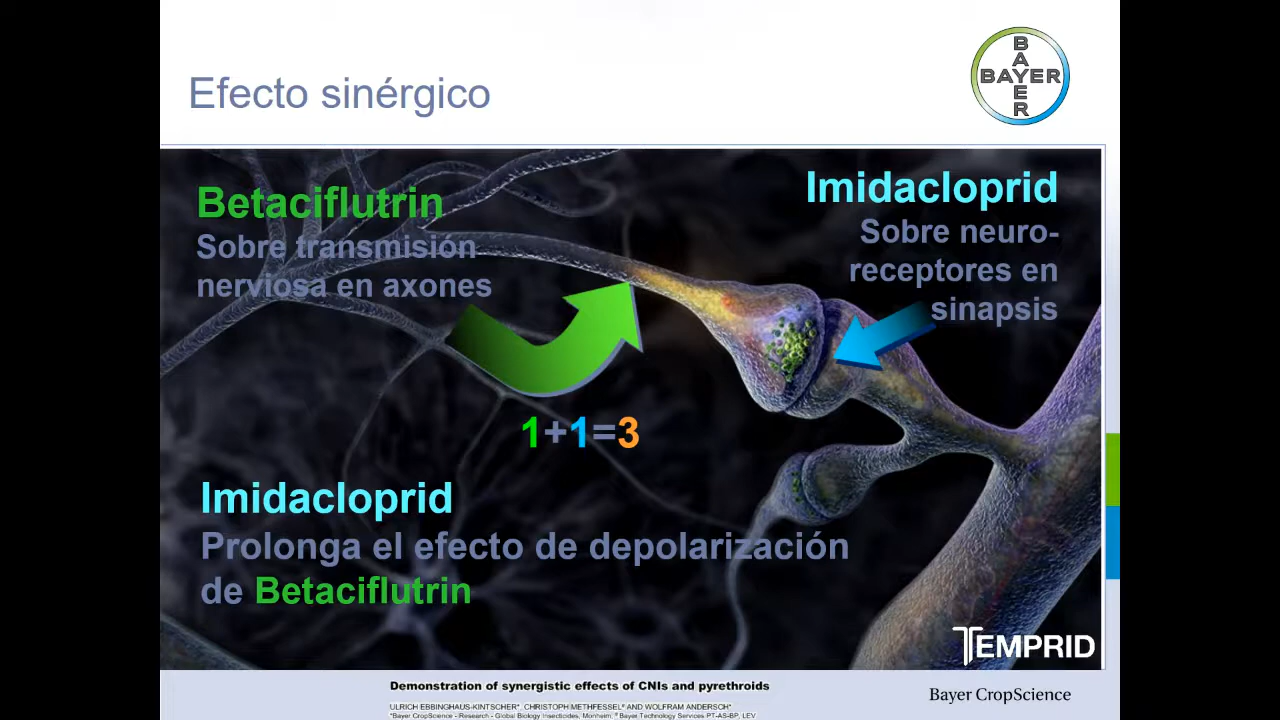 Efecto sinérgico
BAYER
BAYER
Betaciflutrin
Sobre transmisión
nerviosa en axones
Imidacloprid
Sobre neuro-
receptores en
sinapsis
1+1=3
Imidacloprid
Prolonga el efecto de depolarización
de Betaciflutrin
TEMPRID
Demonstration of synergistic effects of CNIs and pyrethroids
ULRICH EBBINGHAUS-KINTSCHER*, CHRISTOPH METHFESSEL# AND WOLFRAM ANDERSCH*
*Bayer CropScience - Research - Global Biology Insecticides, Monheim; # Bayer Technology Services PT-AS-BP, LEV
Bayer CropScience